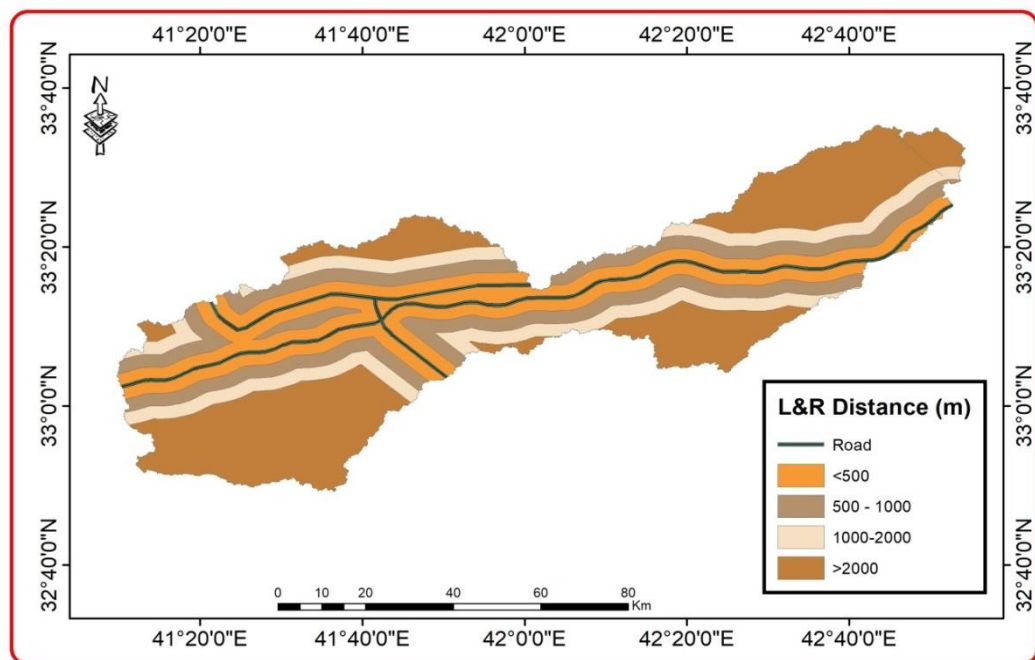 41°20'0"E 41°40'0"E 42°0'0"E 42°20'0"E 42°40'0"E
N
33°40'0"N 33°40'0"N
33°20'0"N 33°20'0"N
33°0'0"N 33°0'0"N
32°40'0"N 32°40'0"N
L&R Distance (m)
Road
<500
500 - 1000
1000-2000
>2000
0 10 20 40 60 80
Km
41°20'0"E 41°40'0"E 42°0'0"E 42°20'0"E 42°40'0"E